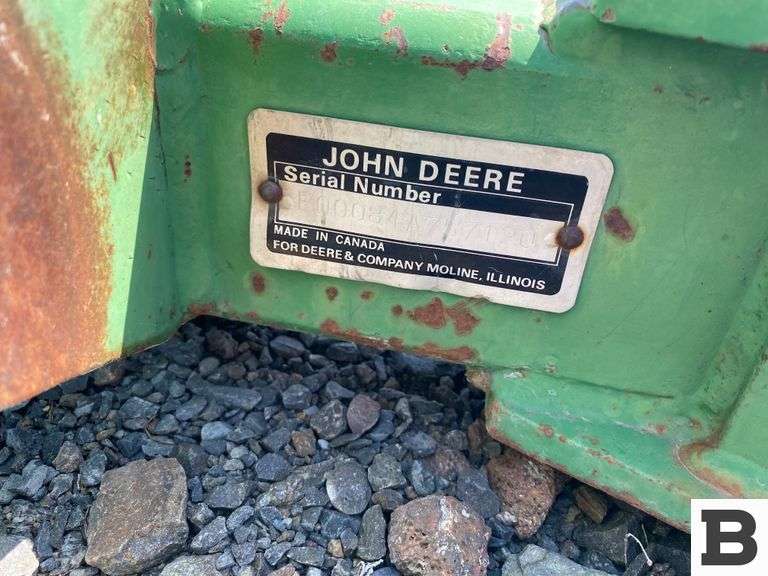 JOHN DEERE
Serial Number
MADE IN CANADA
FOR DEERE & COMPANY MOLINE, ILLINOIS
B